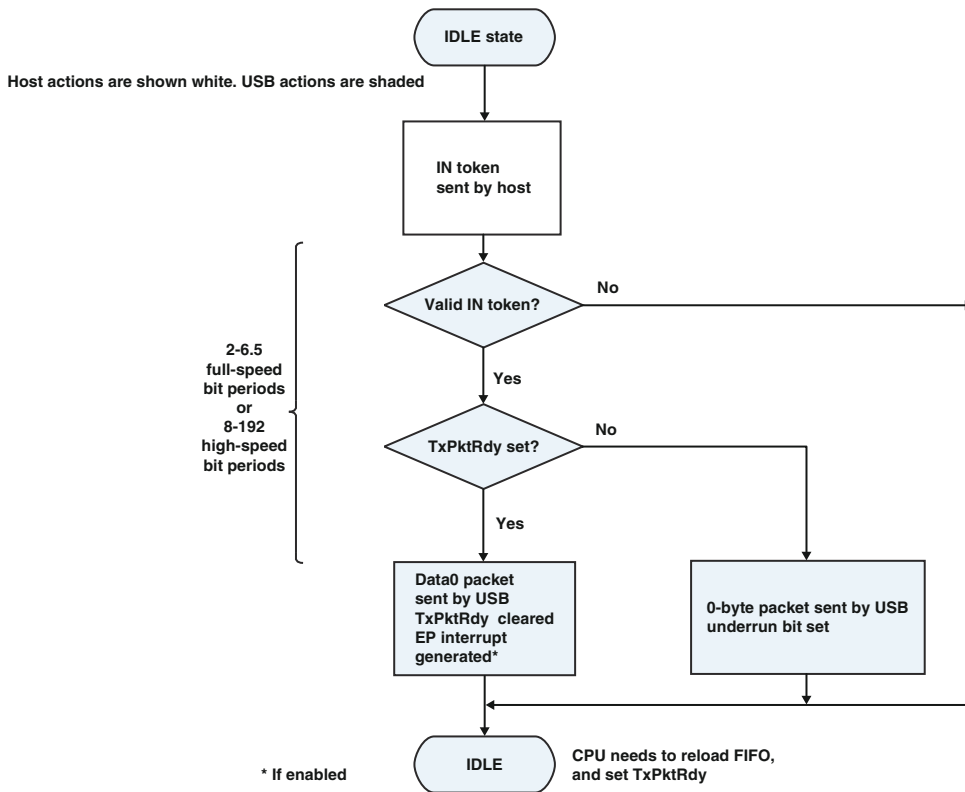 IDLE state
Host actions are shown white. USB actions are shaded
IN token
sent by host
Valid IN token?
No
2-6.5
full-speed
bit periods
or
8-192
high-speed
bit periods
Yes
TxPktRdy set?
No
Yes
Data0 packet
sent by USB
TxPktRdy cleared
EP interrupt
generated*
0-byte packet sent by USB
underrun bit set
IDLE
CPU needs to reload FIFO,
and set TxPktRdy
* If enabled